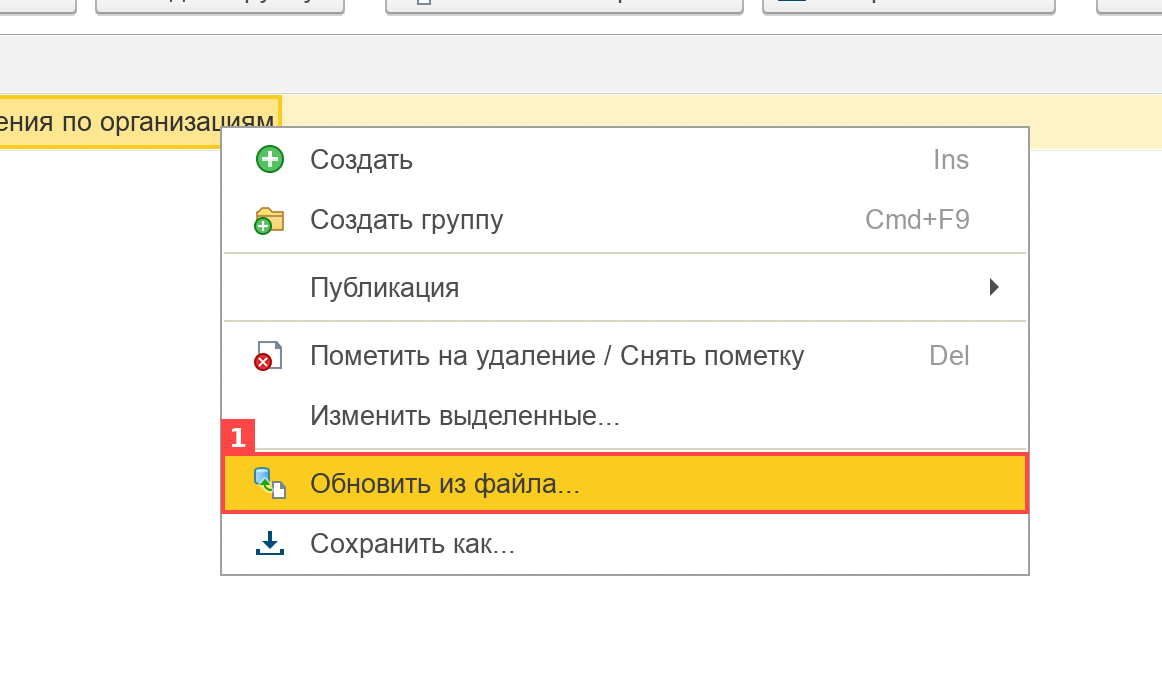 по организациям
Создать Ins
Создать группу Cmd+F9
Публикация
Пометить на удаление / Снять пометку Del
Изменить выделенные...
1
Обновить из файла...
Сохранить как...